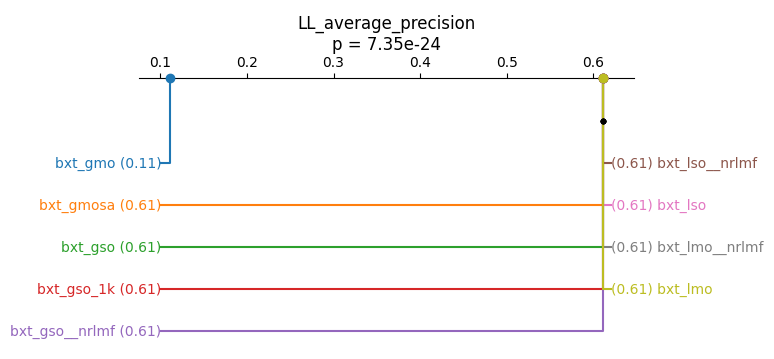 LL_average_precision
p = 7.35e-24
0.1 0.2 0.3 0.4 0.5 0.6
bxt_gmo (0.11) (0.61) bxt_lso__nrlmf
bxt_gmosa (0.61) (0.61) bxt_lso
bxt_gso (0.61) (0.61) bxt_lmo__nrlmf
bxt_gso_1k (0.61) (0.61) bxt_lmo
bxt_gso__nrlmf (0.61)